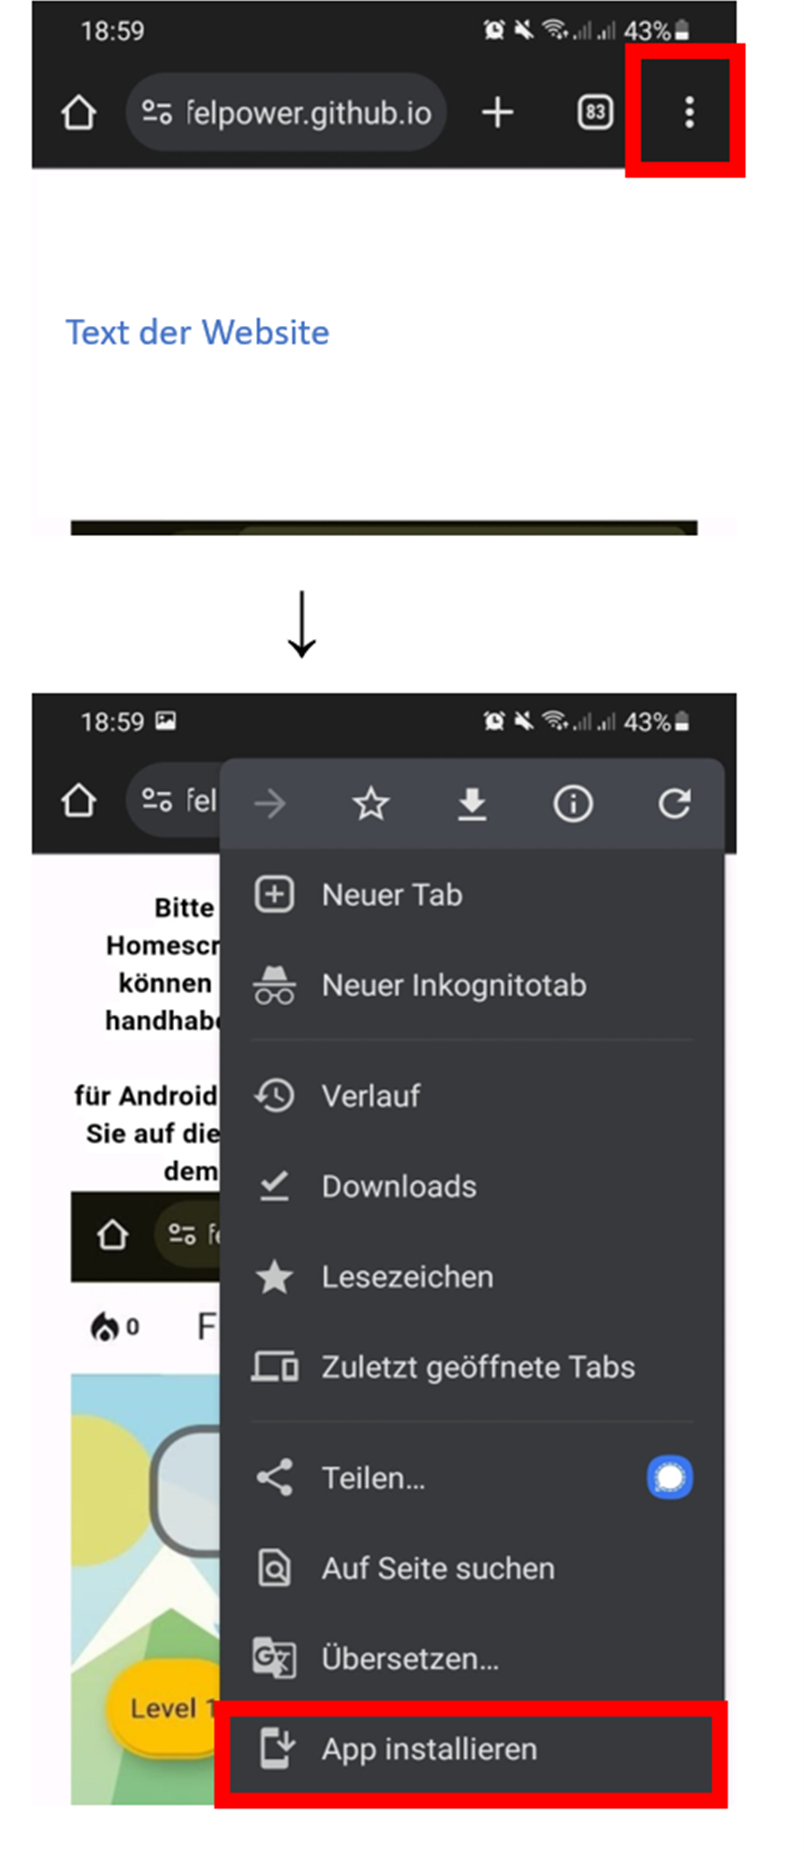 18:59 43%
felpower.github.io 83
Text der Website
↓
18:59 43%
fel
Neuer Tab
Neuer Inkognitotab
Verlauf
Downloads
Lesezeichen
Zuletzt geöffnete Tabs
Teilen...
Auf Seite suchen
Übersetzen...
App installieren
Bitte
Homescr
können
handhab
für Android
Sie auf die
dem
0 F
Level 1